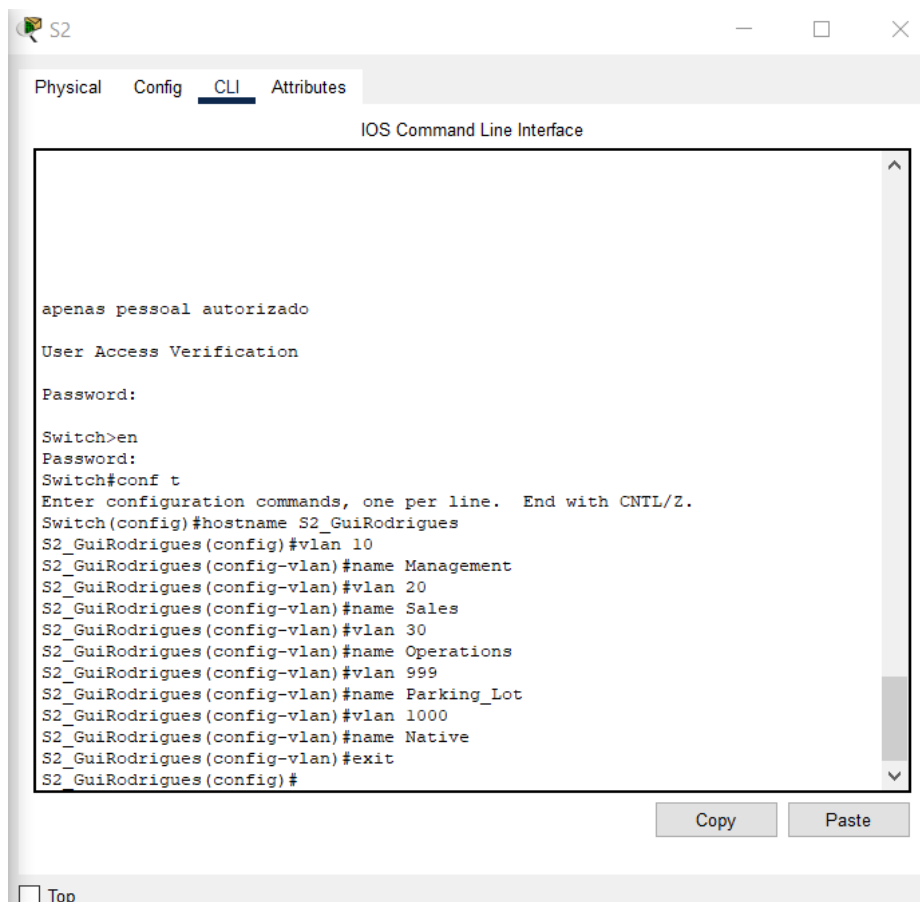 S2
Physical Config CLI Attributes
IOS Command Line Interface
apenas pessoal autorizado
User Access Verification
Password:
Switch>en
Password:
Switch#conf t
Enter configuration commands, one per line.  End with CNTL/Z.
Switch(config)#hostname S2_GuiRodrigues
S2_GuiRodrigues(config)#vlan 10
S2_GuiRodrigues(config-vlan)#name Management
S2_GuiRodrigues(config-vlan)#vlan 20
S2_GuiRodrigues(config-vlan)#name Sales
S2_GuiRodrigues(config-vlan)#vlan 30
S2_GuiRodrigues(config-vlan)#name Operations
S2_GuiRodrigues(config-vlan)#vlan 999
S2_GuiRodrigues(config-vlan)#name Parking_Lot
S2_GuiRodrigues(config-vlan)#vlan 1000
S2_GuiRodrigues(config-vlan)#name Native
S2_GuiRodrigues(config-vlan)#exit
S2_GuiRodrigues(config)#
Copy Paste
Top